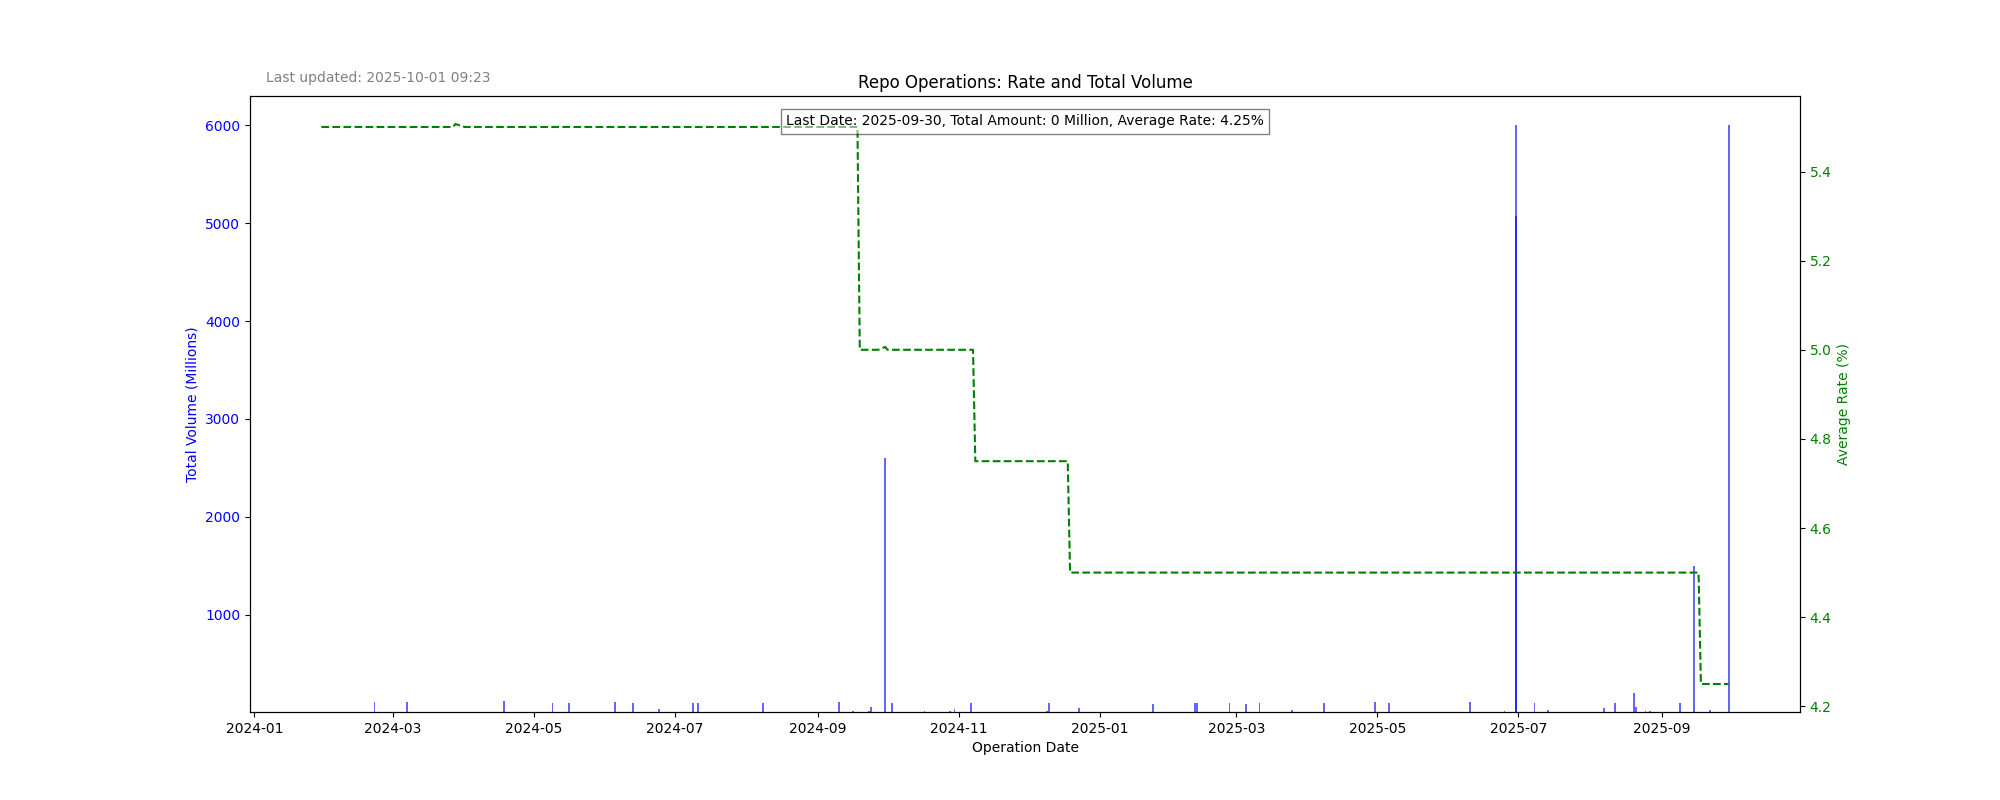 Last updated: 2025-10-01 09:23
Repo Operations: Rate and Total Volume
Last Date: 2025-09-30, Total Amount: 0 Million, Average Rate: 4.25%
6000
5000
4000
3000
2000
1000
Total Volume (Millions)
5.4
5.2
5.0
4.8
4.6
4.4
4.2
Average Rate (%)
2024-01 2024-03 2024-05 2024-07 2024-09 2024-11 2025-01 2025-03 2025-05 2025-07 2025-09
Operation Date